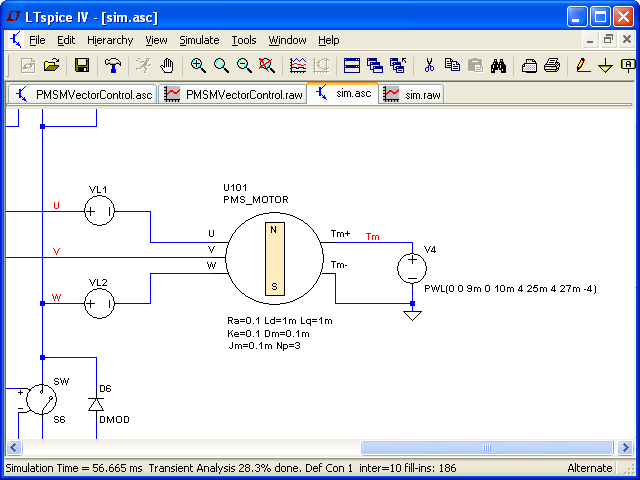 LTspice IV - [sim.asc]
File Edit Hierarchy View Simulate Tools Window Help
PMSMVectorControl.asc PMSMVectorControl.raw sim.asc sim.raw
VL1
U
U101
PMS_MOTOR
U
N
Tm+ Tm
V
V
V4
W
Tm-
VL2
S
PWL(0 0 9m 0 10m 4 25m 4 27m -4)
W
Ra=0.1 Ld=1m Lq=1m
Ke=0.1 Dm=0.1m
Jm=0.1m Np=3
SW
D6
S6
DMOD
Simulation Time = 56.665 ms Transient Analysis 28.3% done. Def Con 1 inter=10 fill-ins: 186 Alternate